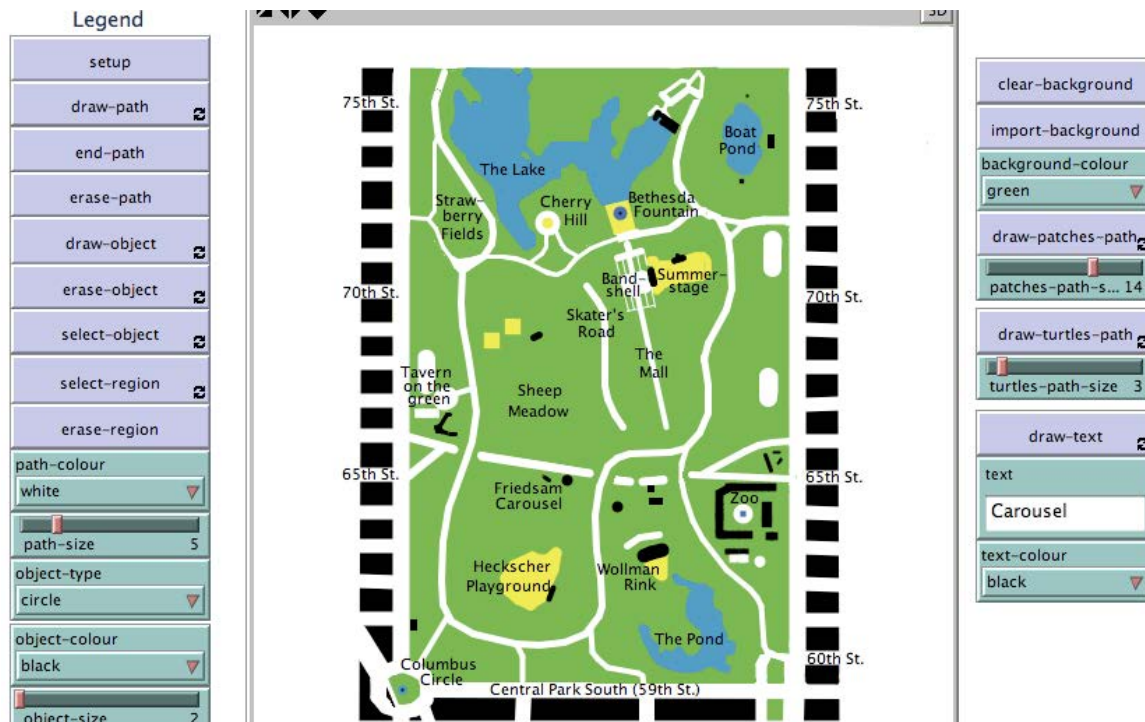 Legend
setup
draw-path
end-path
erase-path
draw-object
erase-object
select-object
select-region
erase-region
path-colour
white
path-size 5
object-type
circle
object-colour
black
object-size 2
3D
75th St.
75th St.
Boat
Pond
The Lake
Straw-
berry
Fields
Cherry
Hill
Bethesda
Fountain
Band-
shell
Summer-
stage
70th St.
70th St.
Skater's
Road
The
Mall
Tavern
on the
green
Sheep
Meadow
65th St.
65th St.
Friedsam
Carousel
Zoo
Heckscher
Playground
Wollman
Rink
The Pond
60th St.
Columbus
Circle
Central Park South (59th St.)
clear-background
import-background
background-colour
green
draw-patches-path
patches-path-s... 14
draw-turtles-path
turtles-path-size 3
draw-text
text
Carousel
text-colour
black